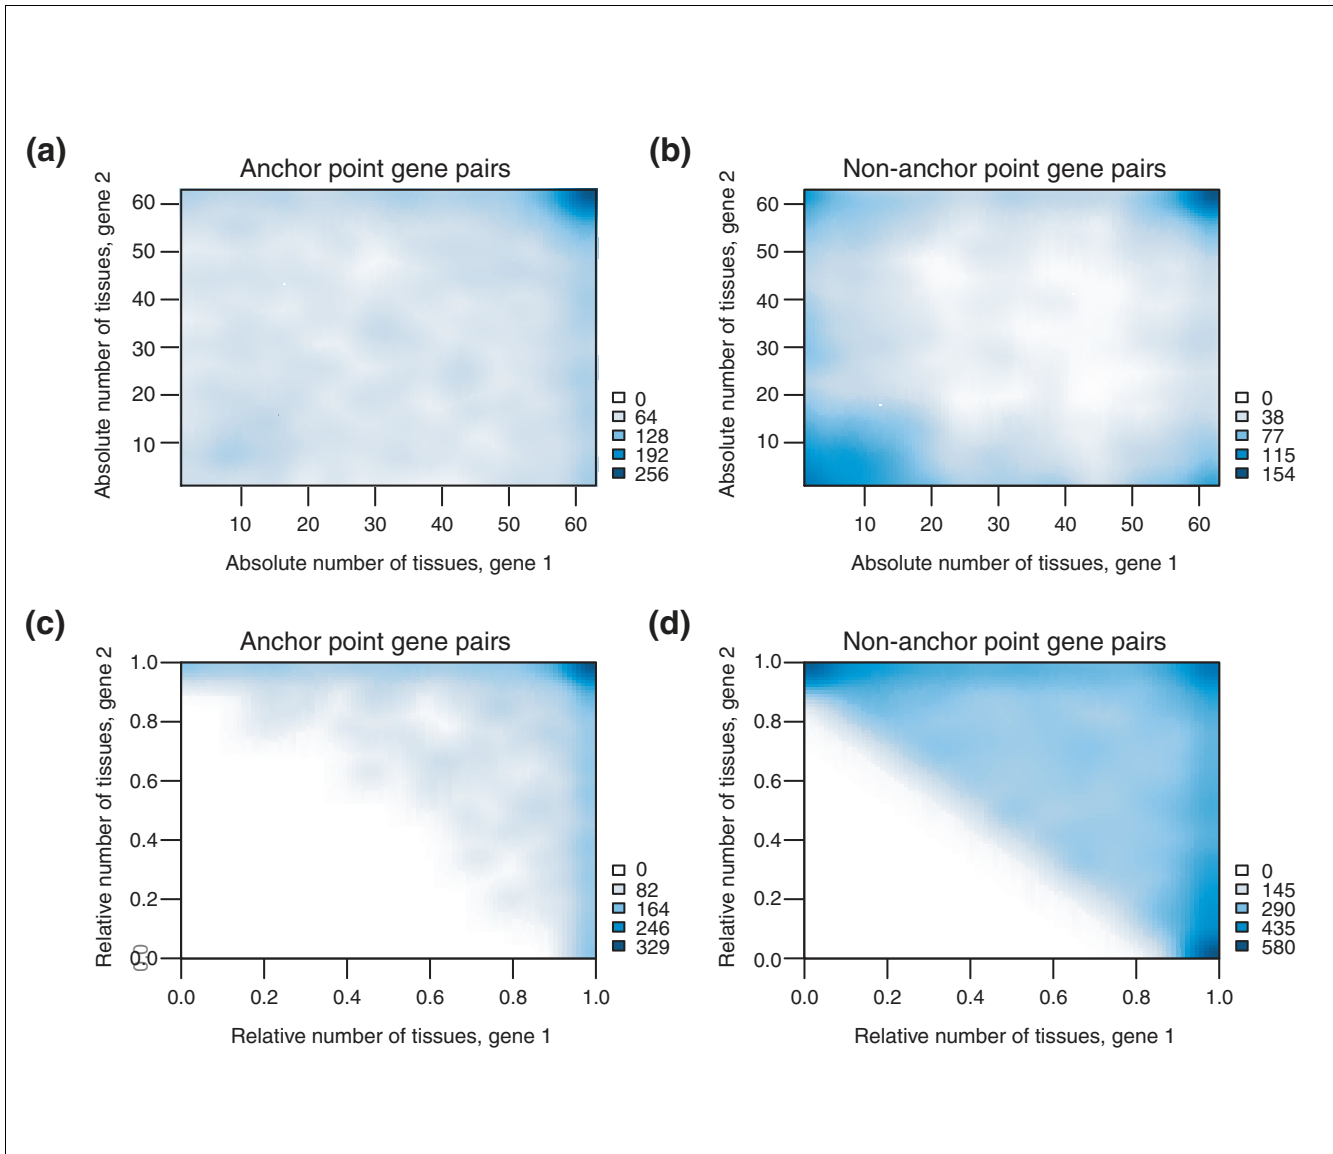 (a)
Anchor point gene pairs
Absolute number of tissues, gene 2
60
50
40
30
20
10
10 20 30 40 50 60
Absolute number of tissues, gene 1
0
64
128
192
256
(b)
Non-anchor point gene pairs
Absolute number of tissues, gene 2
60
50
40
30
20
10
10 20 30 40 50 60
Absolute number of tissues, gene 1
0
38
77
115
154
(c)
Anchor point gene pairs
Relative number of tissues, gene 2
1.0
0.8
0.6
0.4
0.2
0.0
0.0
0.0 0.2 0.4 0.6 0.8 1.0
Relative number of tissues, gene 1
0
82
164
246
329
(d)
Non-anchor point gene pairs
Relative number of tissues, gene 2
1.0
0.8
0.6
0.4
0.2
0.0
0.0 0.2 0.4 0.6 0.8 1.0
Relative number of tissues, gene 1
0
145
290
435
580